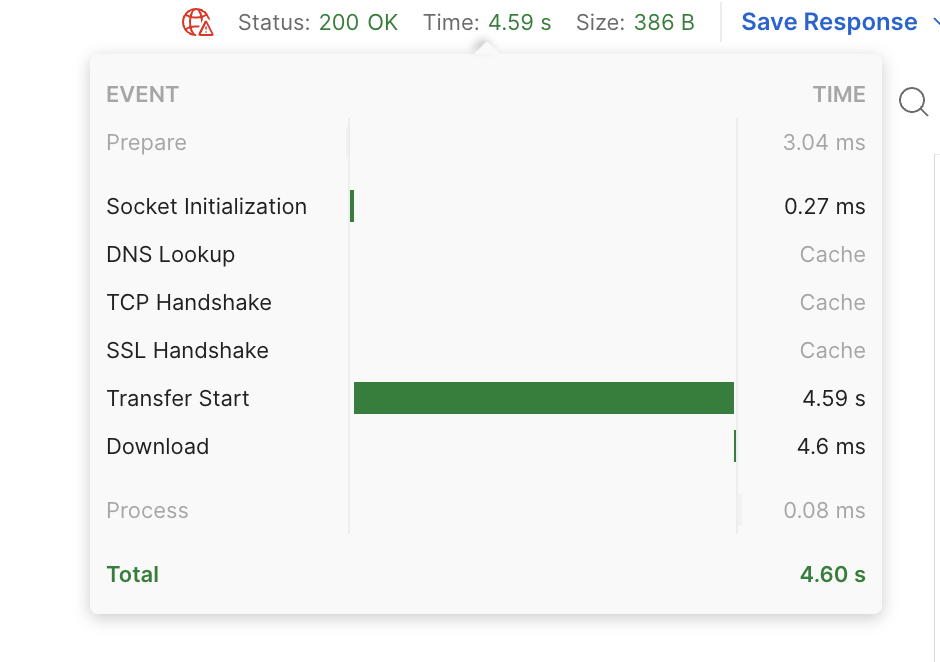 Status: 200 OK Time: 4.59 s Size: 386 B Save Response
EVENT TIME
Prepare 3.04 ms
Socket Initialization 0.27 ms
DNS Lookup Cache
TCP Handshake Cache
SSL Handshake Cache
Transfer Start 4.59 s
Download 4.6 ms
Process 0.08 ms
Total 4.60 s